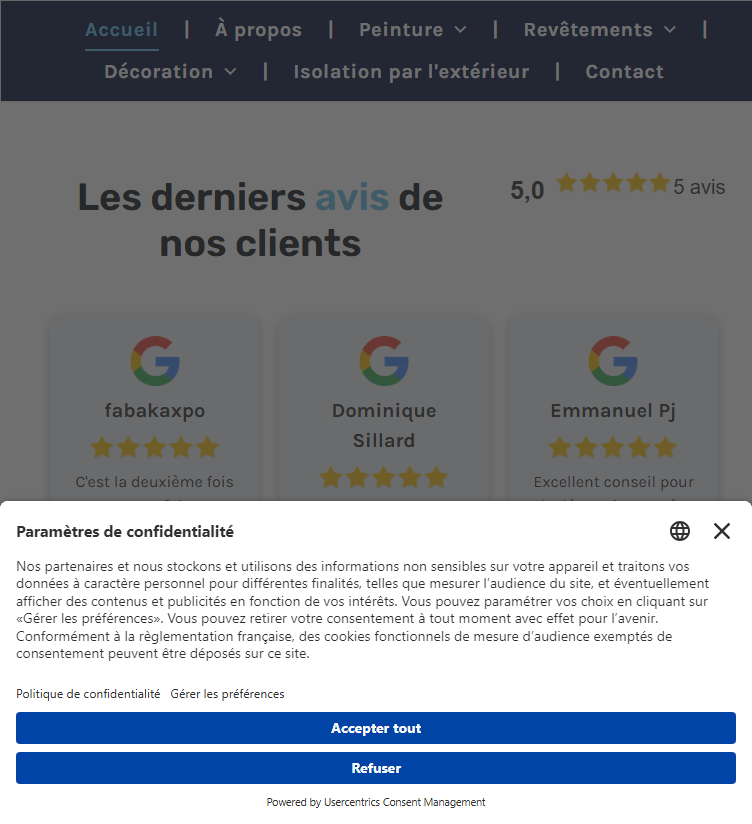 Accueil | À propos | Peinture | Revêtements |
Décoration | Isolation par l'extérieur | Contact
Les derniers avis de
nos clients
5,0 5 avis
fabakaxpo
Dominique
Sillard
Emmanuel Pj
C'est la deuxième fois
Excellent conseil pour
Paramètres de confidentialité
Nos partenaires et nous stockons et utilisons des informations non sensibles sur votre appareil et traitons vos
données à caractère personnel pour différentes finalités, telles que mesurer l’audience du site, et éventuellement
afficher des contenus et publicités en fonction de vos intérêts. Vous pouvez paramétrer vos choix en cliquant sur
«Gérer les préférences». Vous pouvez retirer votre consentement à tout moment avec effet pour l’avenir.
Conformément à la règlementation française, des cookies fonctionnels de mesure d’audience exemptés de
consentement peuvent être déposés sur ce site.
Politique de confidentialité Gérer les préférences
Accepter tout
Refuser
Powered by Usercentrics Consent Management